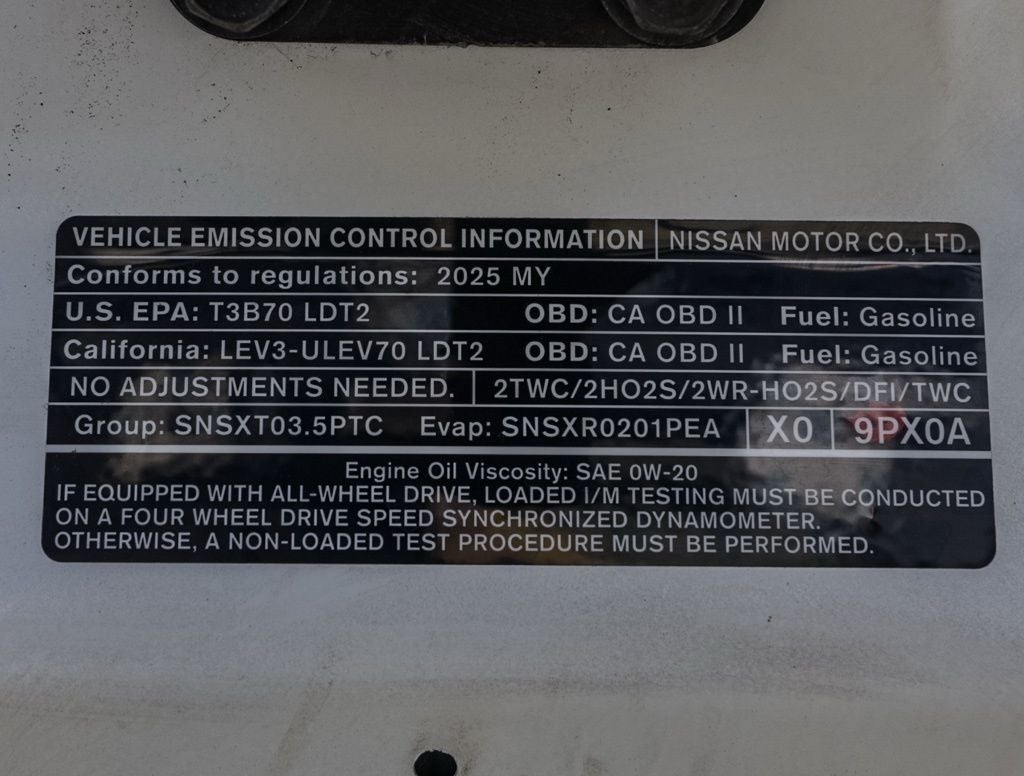 VEHICLE EMISSION CONTROL INFORMATION NISSAN MOTOR CO., LTD.
Conforms to regulations: 2025 MY
U.S. EPA: T3B70 LDT2 OBD: CA OBD II Fuel: Gasoline
California: LEV3-ULEV70 LDT2 OBD: CA OBD II Fuel: Gasoline
NO ADJUSTMENTS NEEDED. 2TWC/2HO2S/2WR-HO2S/DFI/TWC
Group: SNSXT03.5PTC Evap: SNSXR0201PEA X0 9PX0A
Engine Oil Viscosity: SAE 0W-20
IF EQUIPPED WITH ALL-WHEEL DRIVE, LOADED I/M TESTING MUST BE CONDUCTED
ON A FOUR WHEEL DRIVE SPEED SYNCHRONIZED DYNAMOMETER.
OTHERWISE, A NON-LOADED TEST PROCEDURE MUST BE PERFORMED.